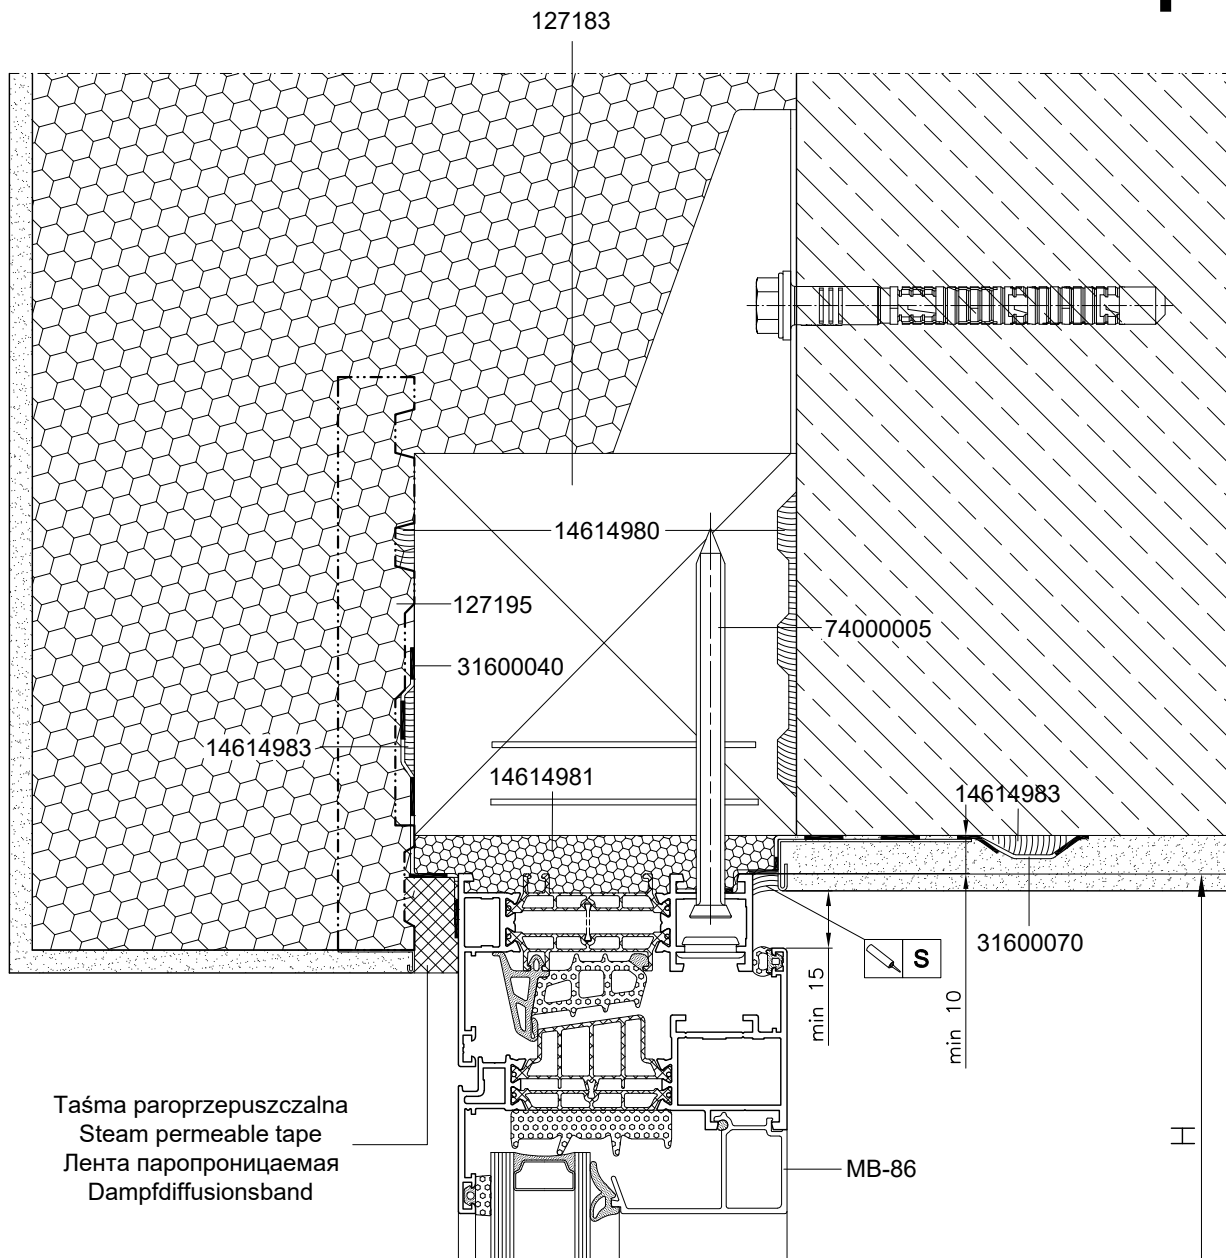 127183
14614980
127195
74000005
31600040
14614983
14614981
14614983
31600070
S
min 15
min 10
Taśma paroprzepuszczalna
Steam permeable tape
Лента паропроницаемая
Dampfdiffusionsband
MB-86
H